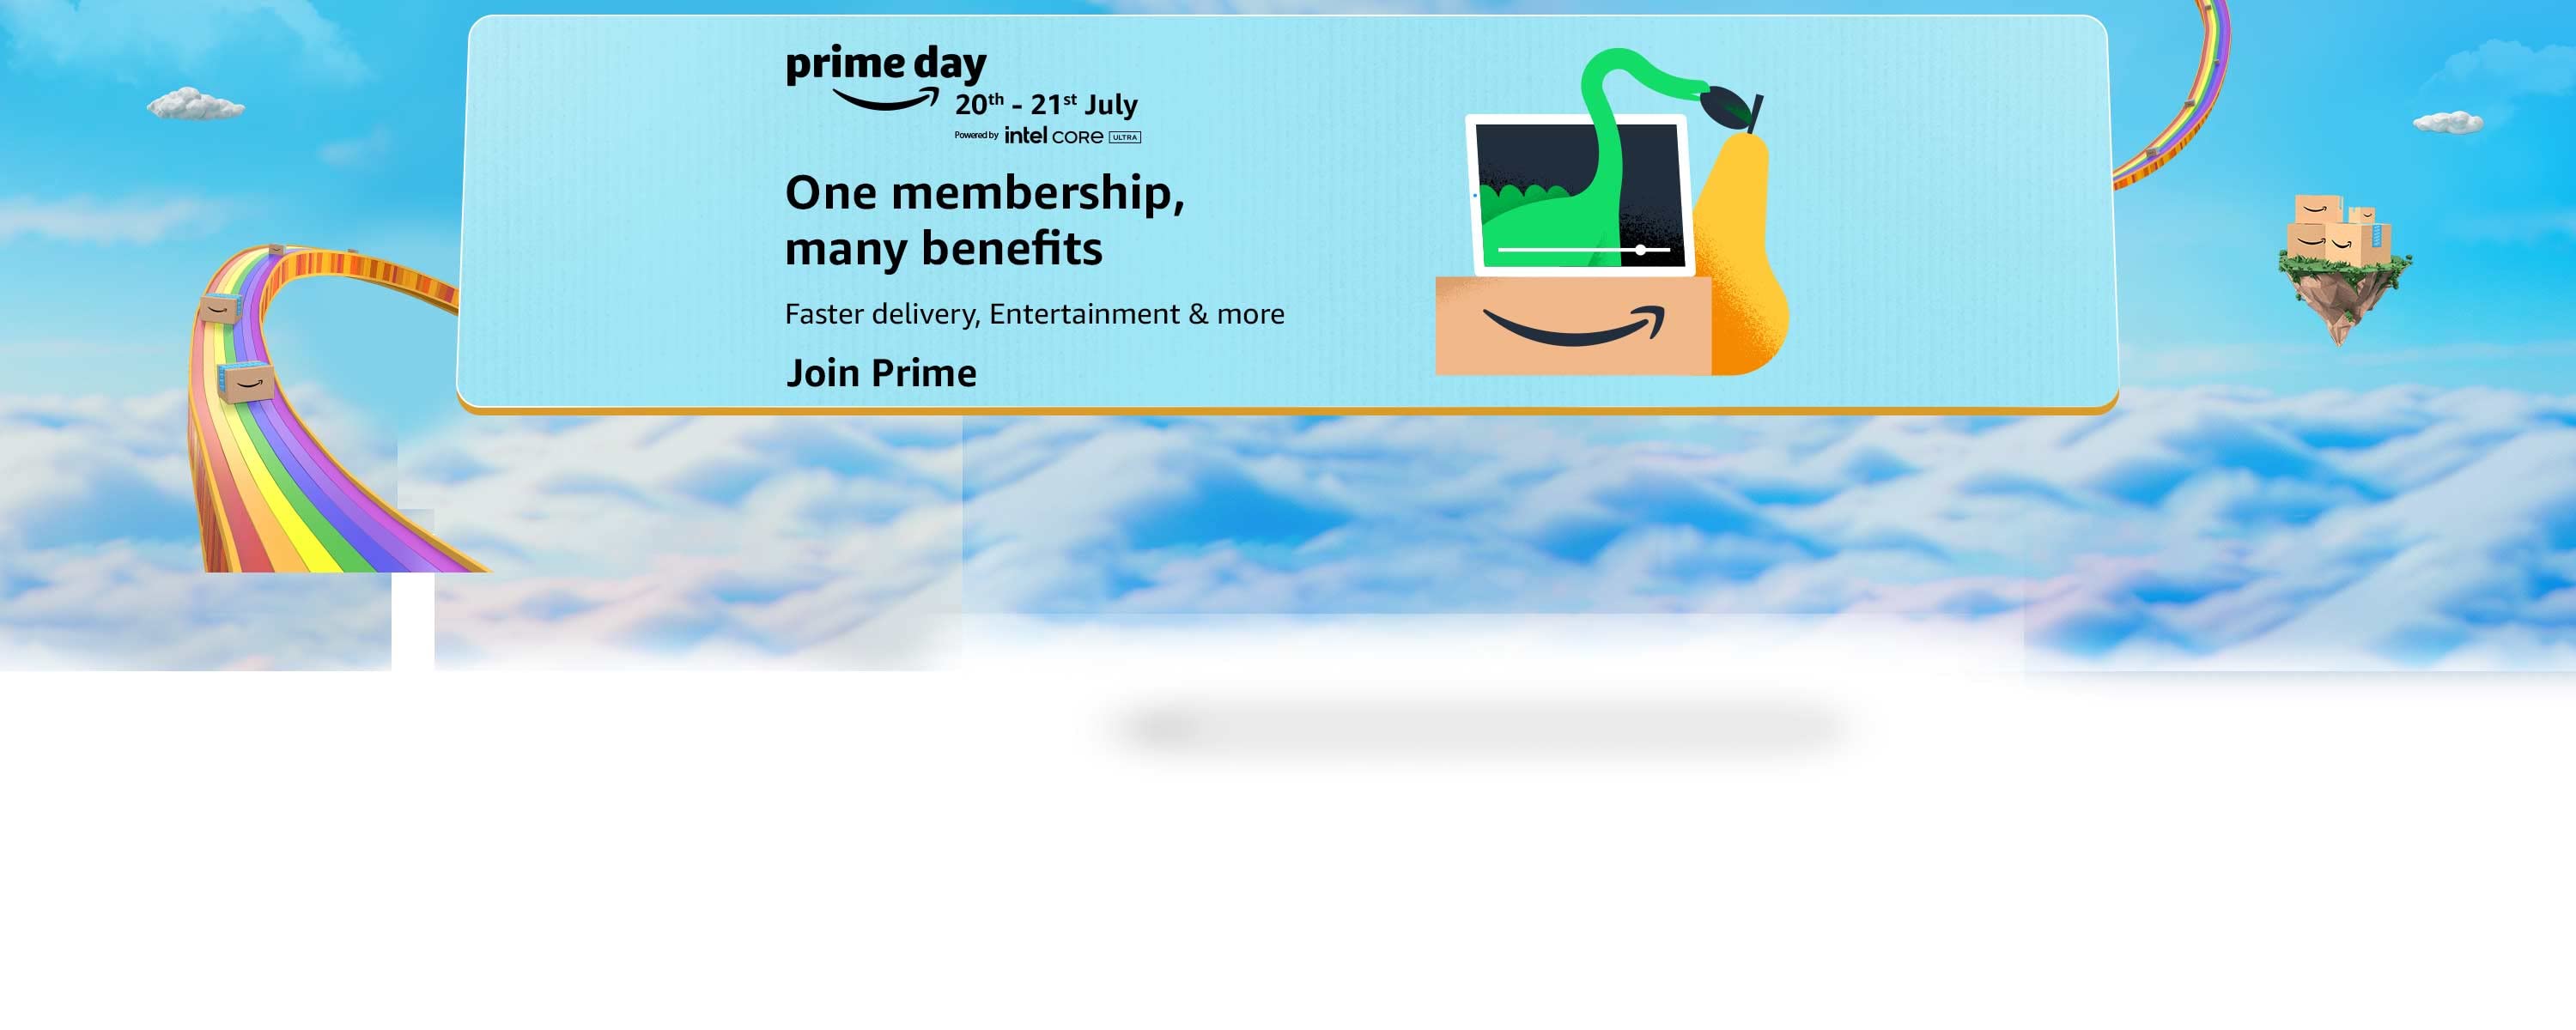 prime day
20th - 21st July
Powered by intel CORE ULTRA
One membership,
many benefits
Faster delivery, Entertainment & more
Join Prime